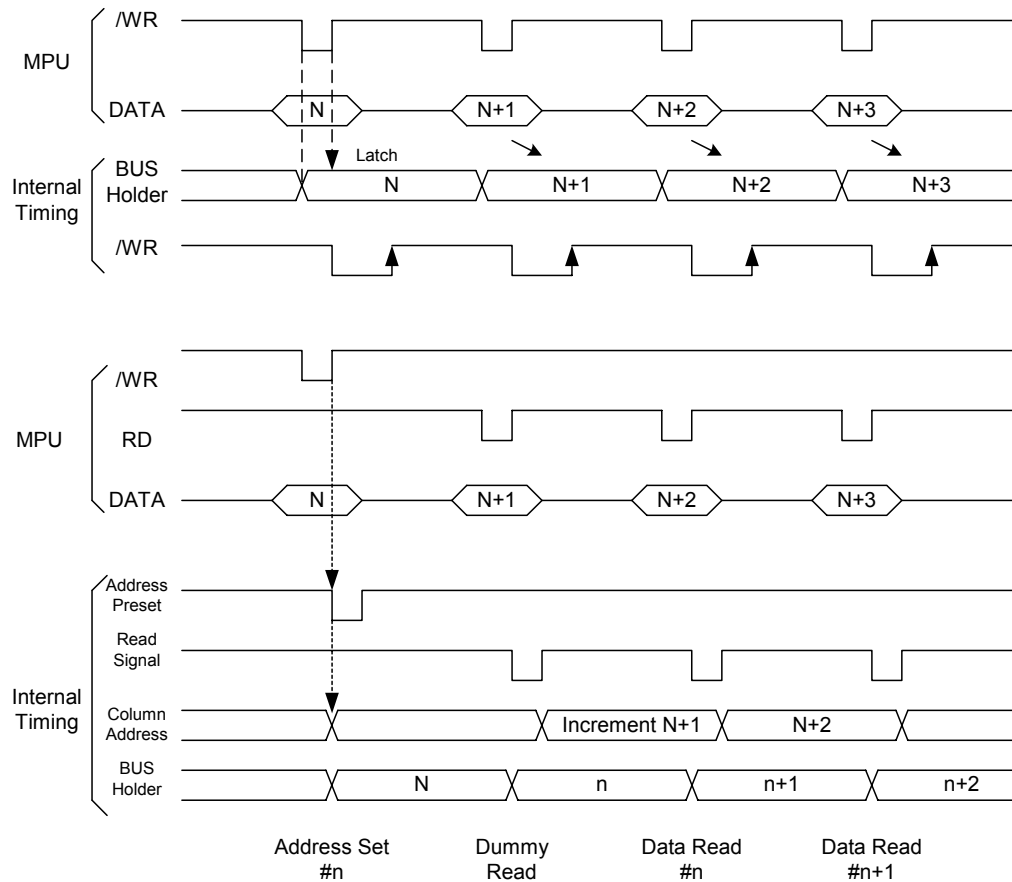 /WR
MPU
DATA
N
N+1
N+2
N+3
Latch
Internal
Timing
BUS
Holder
N
N+1
N+2
N+3
/WR
/WR
MPU
RD
DATA
N
N+1
N+2
N+3
Internal
Timing
Address
Preset
Read
Signal
Column
Address
Increment N+1
N+2
BUS
Holder
N
n
n+1
n+2
Address Set
#n
Dummy
Read
Data Read
#n
Data Read
#n+1